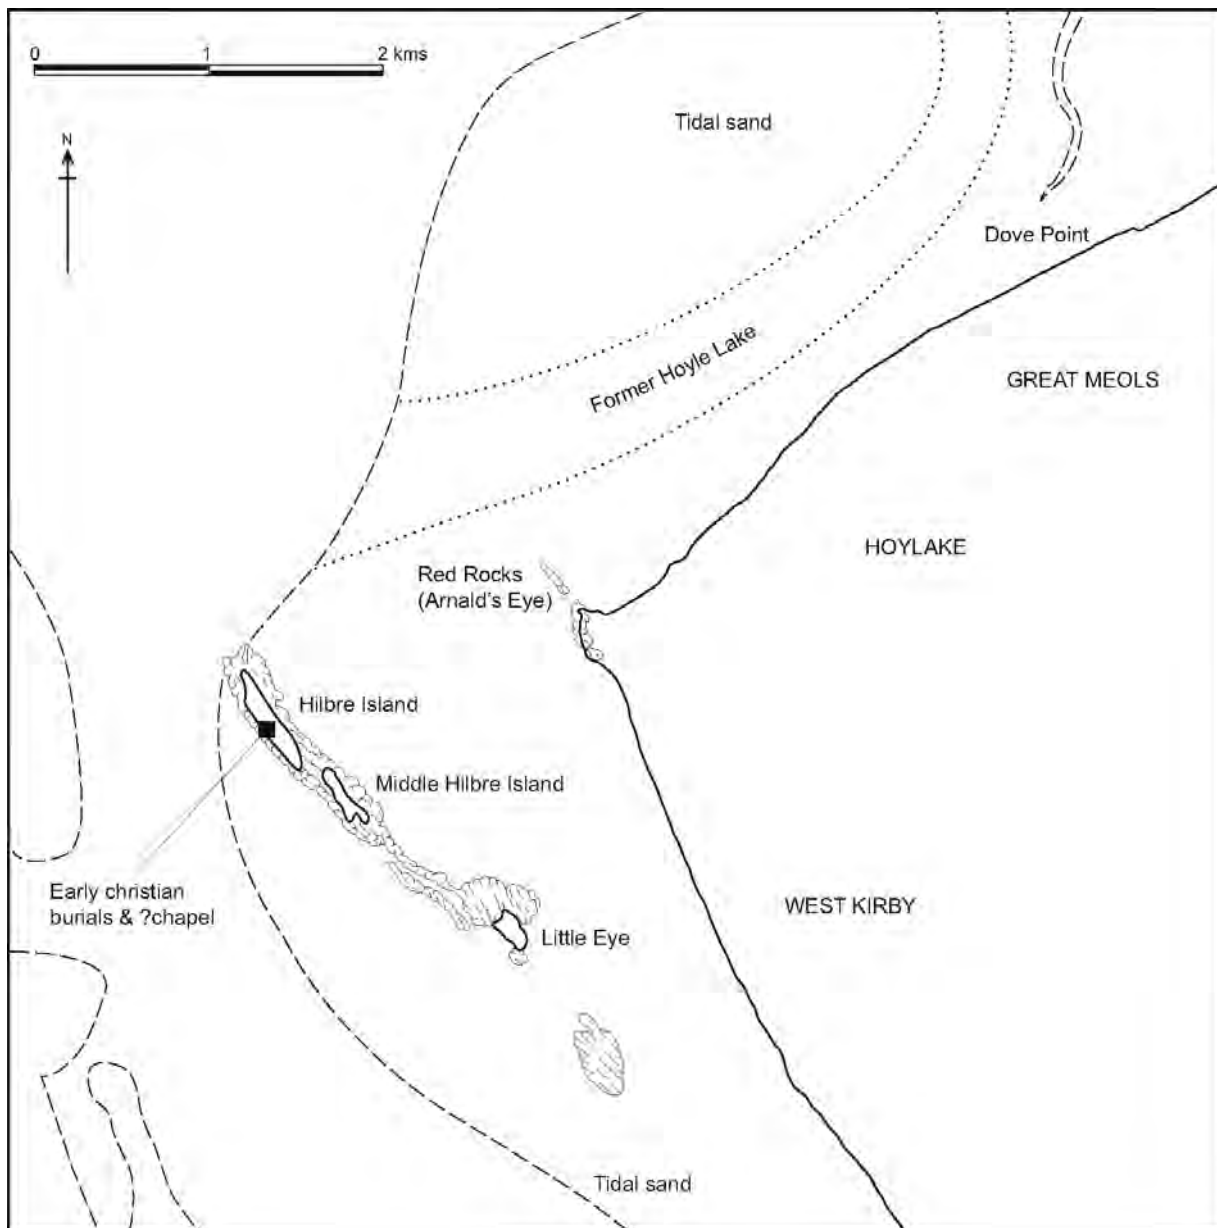 0 1 2 kms
N
Tidal sand
Dove Point
Former Hoyle Lake
GREAT MEOLS
HOYLAKE
Red Rocks
(Arnald's Eye)
Hilbre Island
Middle Hilbre Island
Early christian
burials & ?chapel
WEST KIRBY
Little Eye
Tidal sand